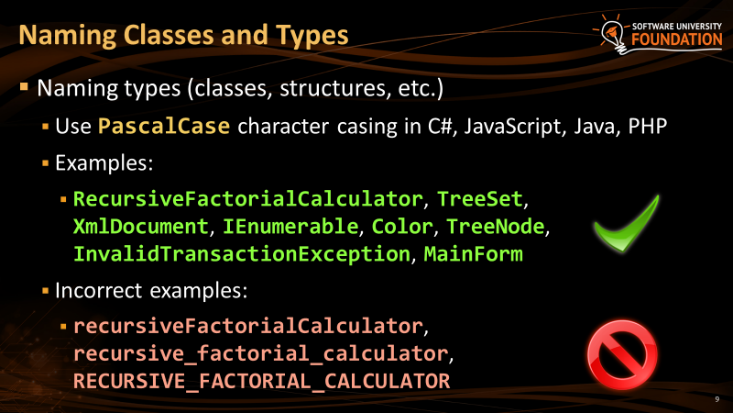 Naming Classes and Types
SOFTWARE UNIVERSITY
FOUNDATION
Naming types (classes, structures, etc.)
Use PascalCase character casing in C#, JavaScript, Java, PHP
Examples:
RecursiveFactorialCalculator, TreeSet,
XmlDocument, IEnumerable, Color, TreeNode,
InvalidTransactionException, MainForm
Incorrect examples:
recursiveFactorialCalculator,
recursive_factorial_calculator,
RECURSIVE_FACTORIAL_CALCULATOR
9